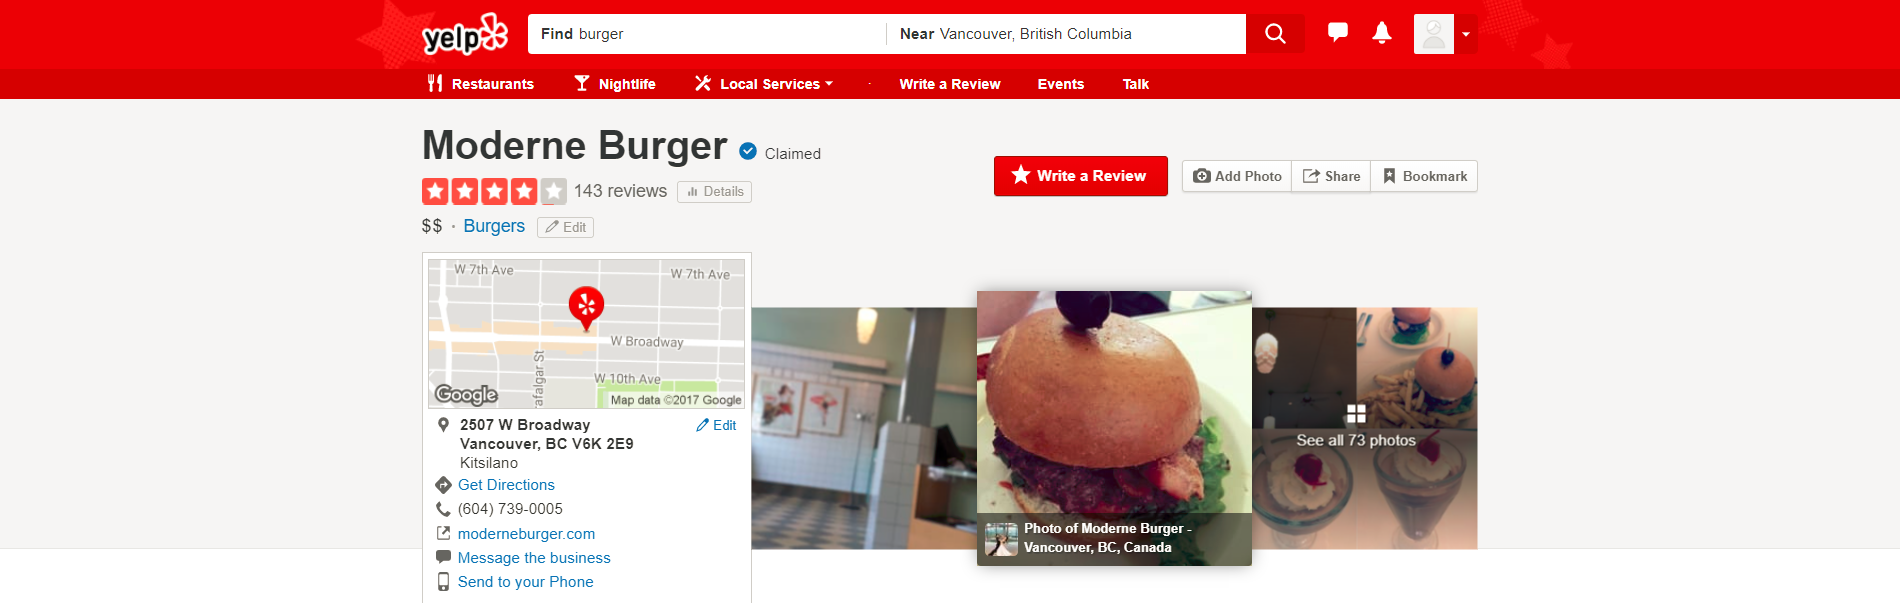 yelp
Find burger
Near Vancouver, British Columbia
Restaurants
Nightlife
Local Services
Write a Review
Events
Talk
Moderne Burger
Claimed
143 reviews
Details
$$ · Burgers
Edit
Write a Review
Add Photo
Share
Bookmark
W 7th Ave
W 7th Ave
W Broadway
afalgar St
W 10th Ave
Google
Map data ©2017 Google
2507 W Broadway
Edit
Vancouver, BC V6K 2E9
Kitsilano
Get Directions
(604) 739-0005
moderneburger.com
Message the business
Send to your Phone
Photo of Moderne Burger -
Vancouver, BC, Canada
See all 73 photos